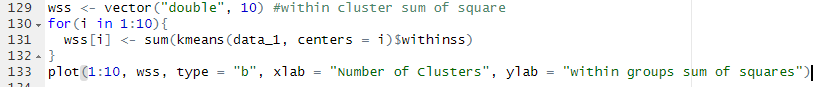 129 wss <- vector("double", 10) #within cluster sum of square
130 for(i in 1:10){
131 wss[i] <- sum(kmeans(data_1, centers = i)$withinss)
132 }
133 plot(1:10, wss, type = "b", xlab = "Number of Clusters", ylab = "within groups sum of squares")